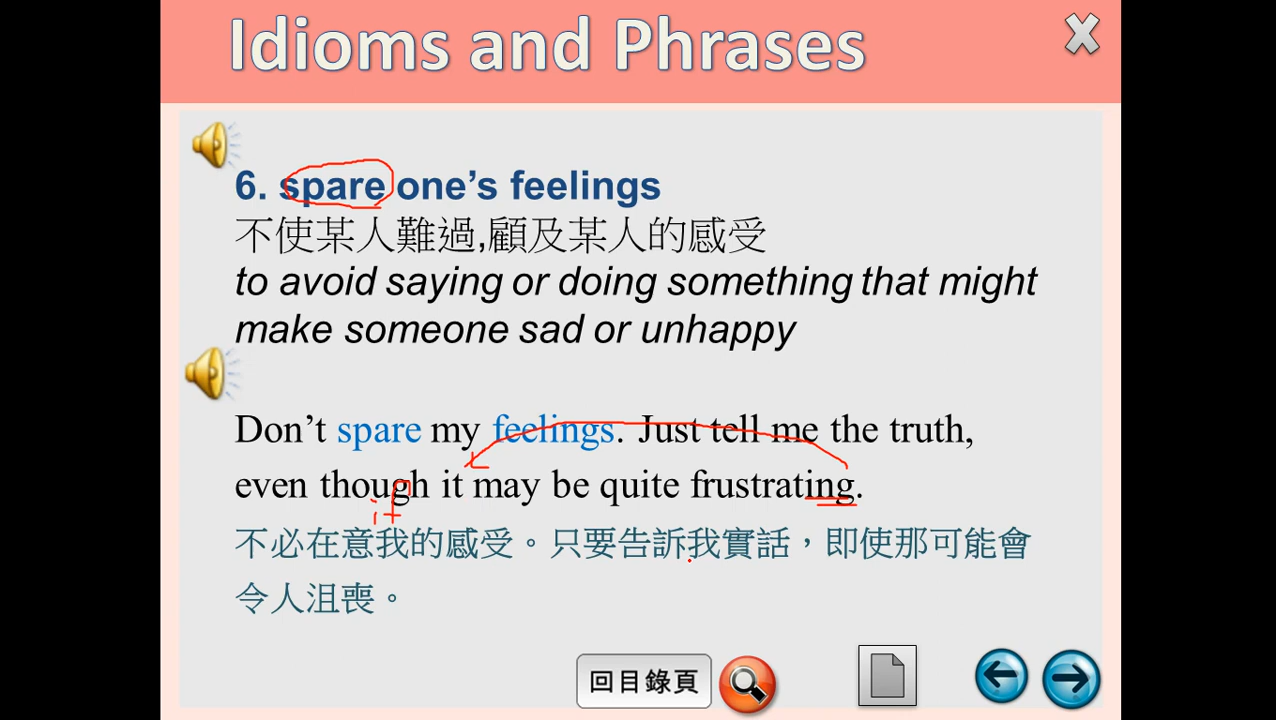 Idioms and Phrases
6. spare one's feelings
不使某人難過,顧及某人的感受
to avoid saying or doing something that might
make someone sad or unhappy
Don't spare my feelings. Just tell me the truth,
even though it may be quite frustrating.
if
不必在意我的感受。只要告訴我實話，即使那可能會
令人沮喪。
回目錄頁